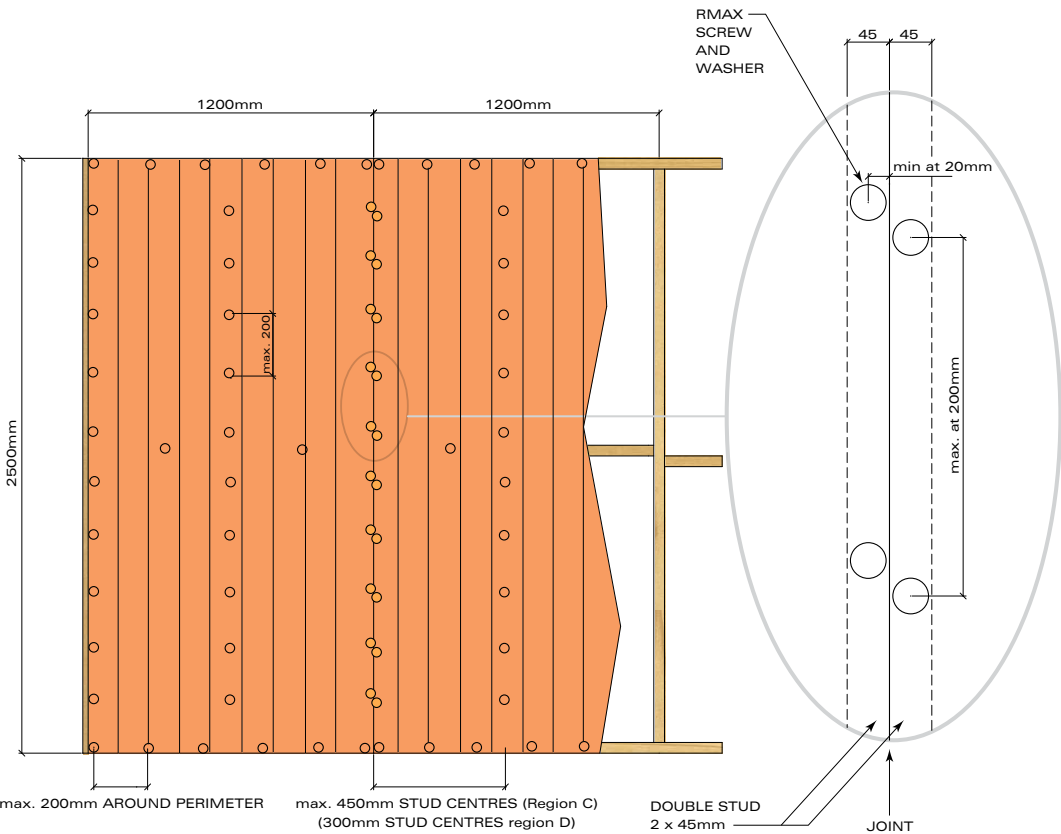 RMAX
SCREW
AND
WASHER
45 45
1200mm 1200mm
min at 20mm
max. 200
2500mm
max. at 200mm
max. 200mm AROUND PERIMETER
max. 450mm STUD CENTRES (Region C)
(300mm STUD CENTRES region D)
DOUBLE STUD
2 x 45mm
JOINT